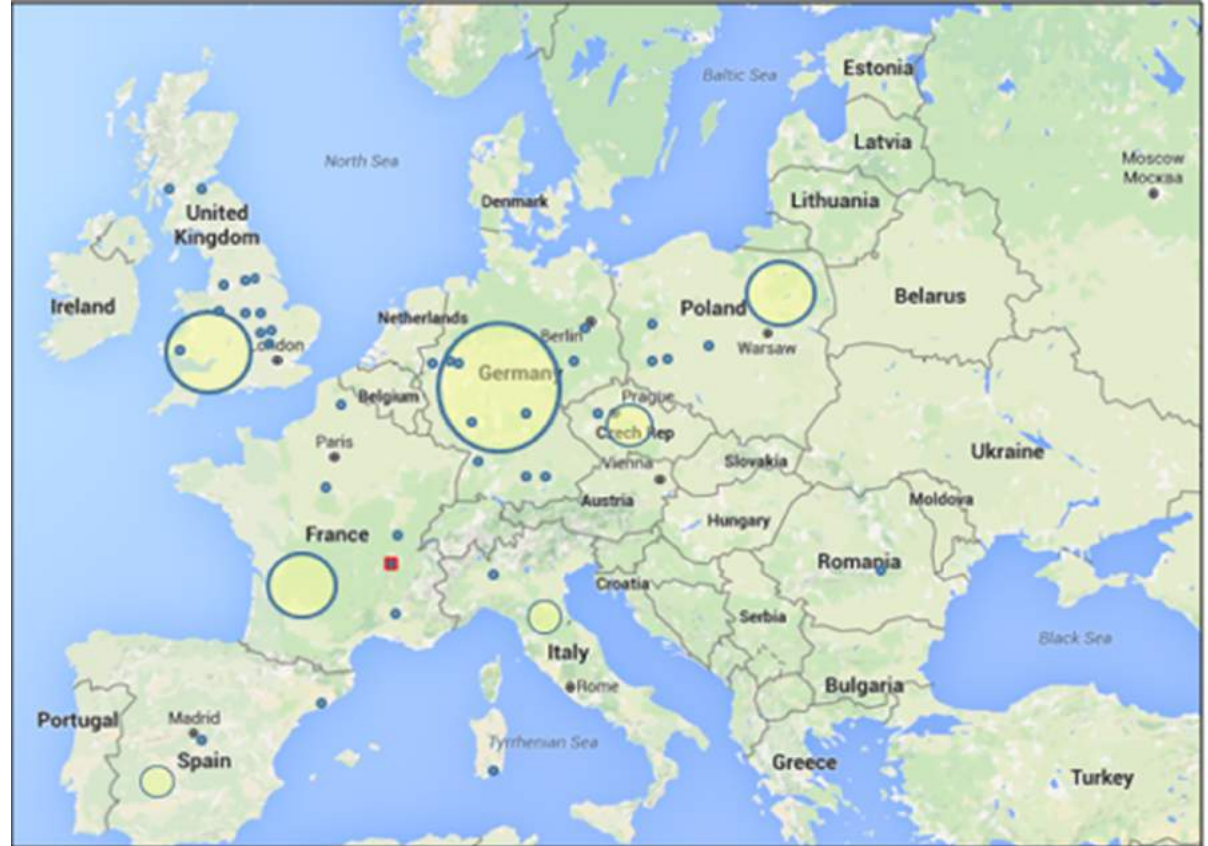 Baltic Sea
Estonia
Latvia
Moscow
Москва
North Sea
Denmark
Lithuania
United
Kingdom
Ireland
Netherlands
Berlin
Poland
Belarus
London
Warsaw
Germany
Belgium
Prague
Czech Rep
Paris
Ukraine
Vienna
Slovakia
Austria
Moldova
Hungary
France
Romania
Croatia
Serbia
Italy
Black Sea
Rome
Bulgaria
Portugal
Madrid
Spain
Tyrrhenian Sea
Greece
Turkey